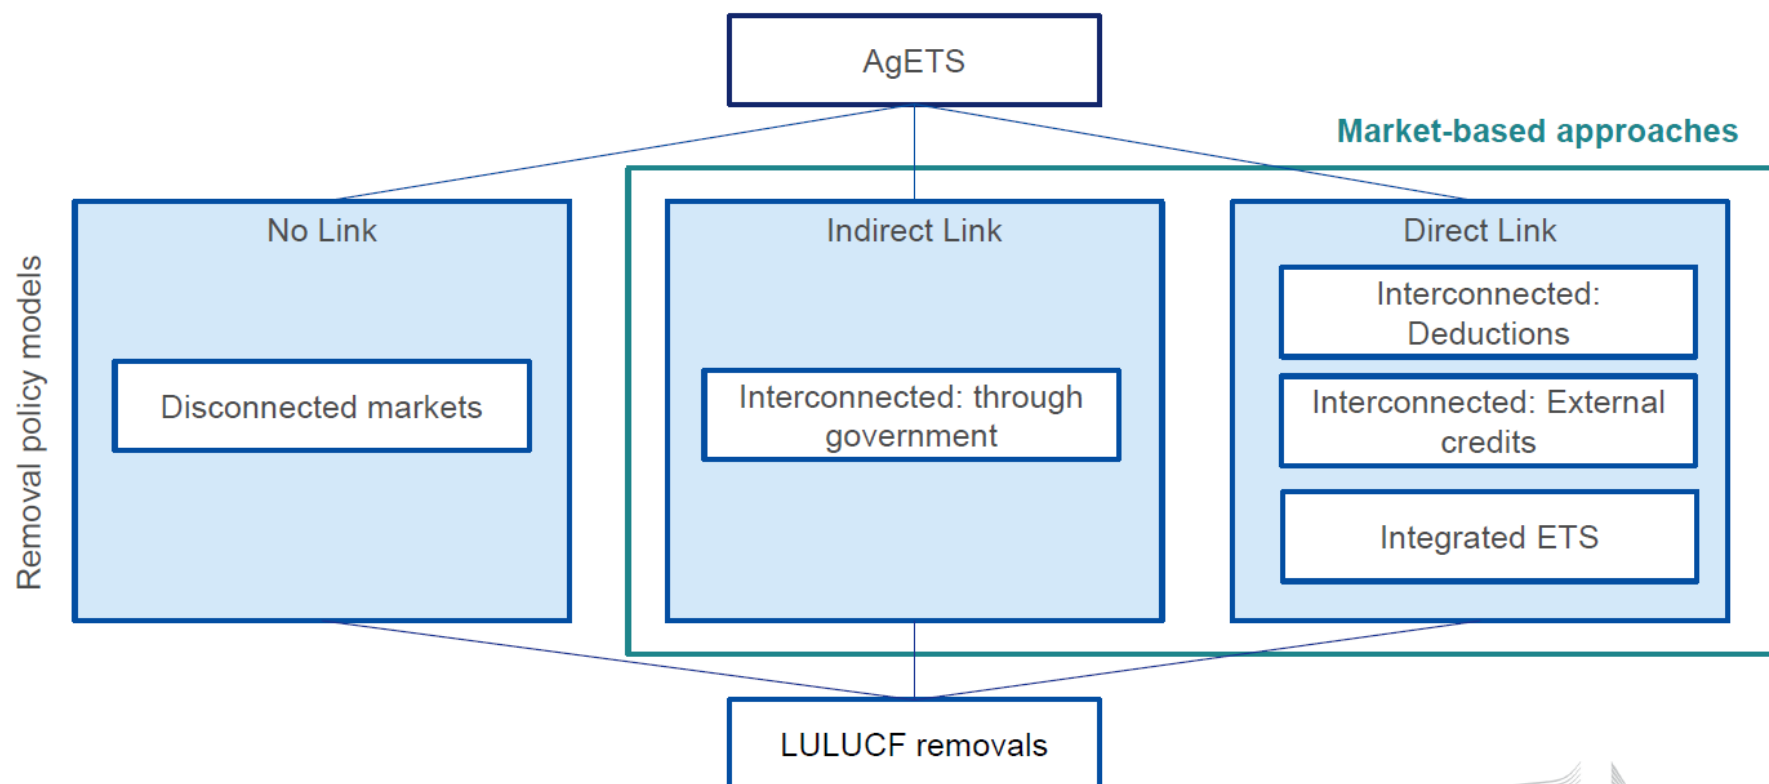 AgETS
Market-based approaches
Removal policy models
No Link
Disconnected markets
Indirect Link
Interconnected: through
government
Direct Link
Interconnected:
Deductions
Interconnected: External
credits
Integrated ETS
LULUCF removals